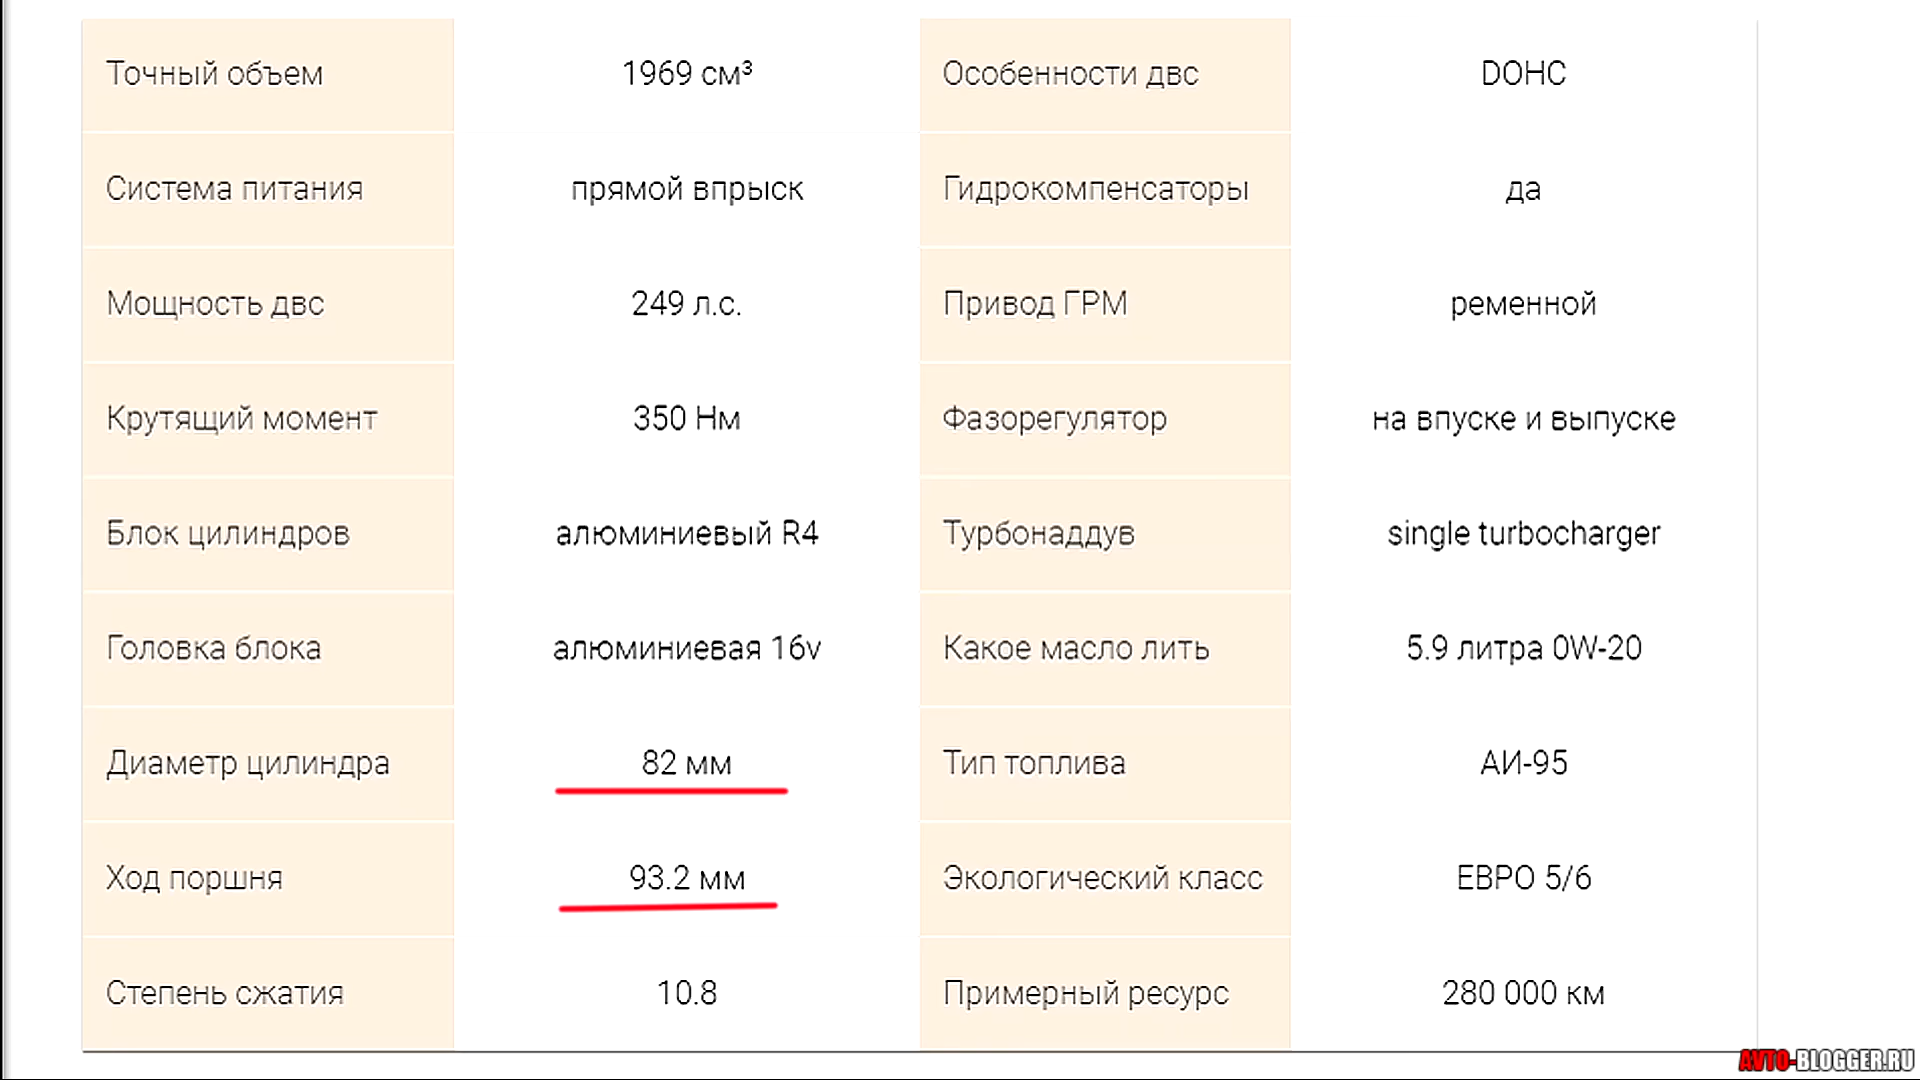 Точный объем 1969 см³ Особенности двс DOHC
Система питания прямой впрыск Гидрокомпенсаторы да
Мощность двс 249 л.с. Привод ГРМ ременной
Крутящий момент 350 Нм Фазорегулятор на впуске и выпуске
Блок цилиндров алюминиевый R4 Турбонаддув single turbocharger
Головка блока алюминиевая 16v Какое масло лить 5.9 литра 0W-20
Диаметр цилиндра 82 мм Тип топлива АИ-95
Ход поршня 93.2 мм Экологический класс ЕВРО 5/6
Степень сжатия 10.8 Примерный ресурс 280 000 км
AVTO-BLOGGER.RU